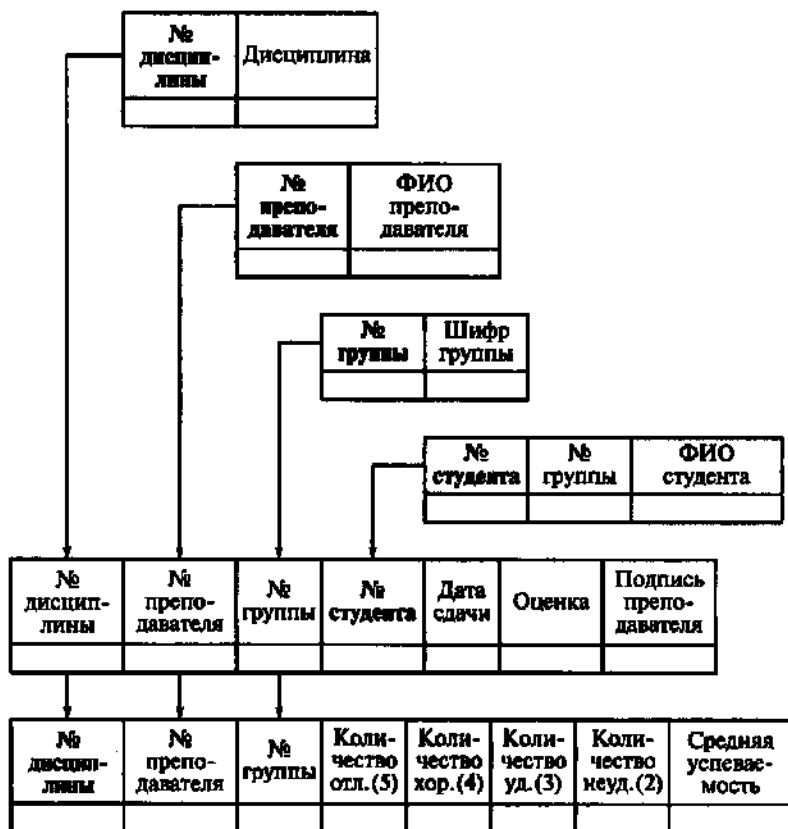 №
дисцип-
лины
Дисциплина
№
препо-
давателя
ФИО
препо-
давателя
№
группы
Шифр
группы
№
студента
№
группы
ФИО
студента
№
дисцип-
лины
№
препо-
давателя
№
группы
№
студента
Дата
сдачи
Оценка
Подпись
препо-
давателя
№
дисцип-
лины
№
препо-
давателя
№
группы
Коли-
чество
отл.(5)
Коли-
чество
хор.(4)
Коли-
чество
уд.(3)
Коли-
чество
неуд.(2)
Средняя
успевае-
мость